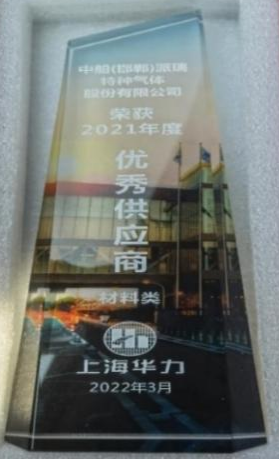 中船(邯郸)派瑞
特种气体
股份有限公司
荣获
2021年度
优秀供应商
材料类
上海华力
2022年3月